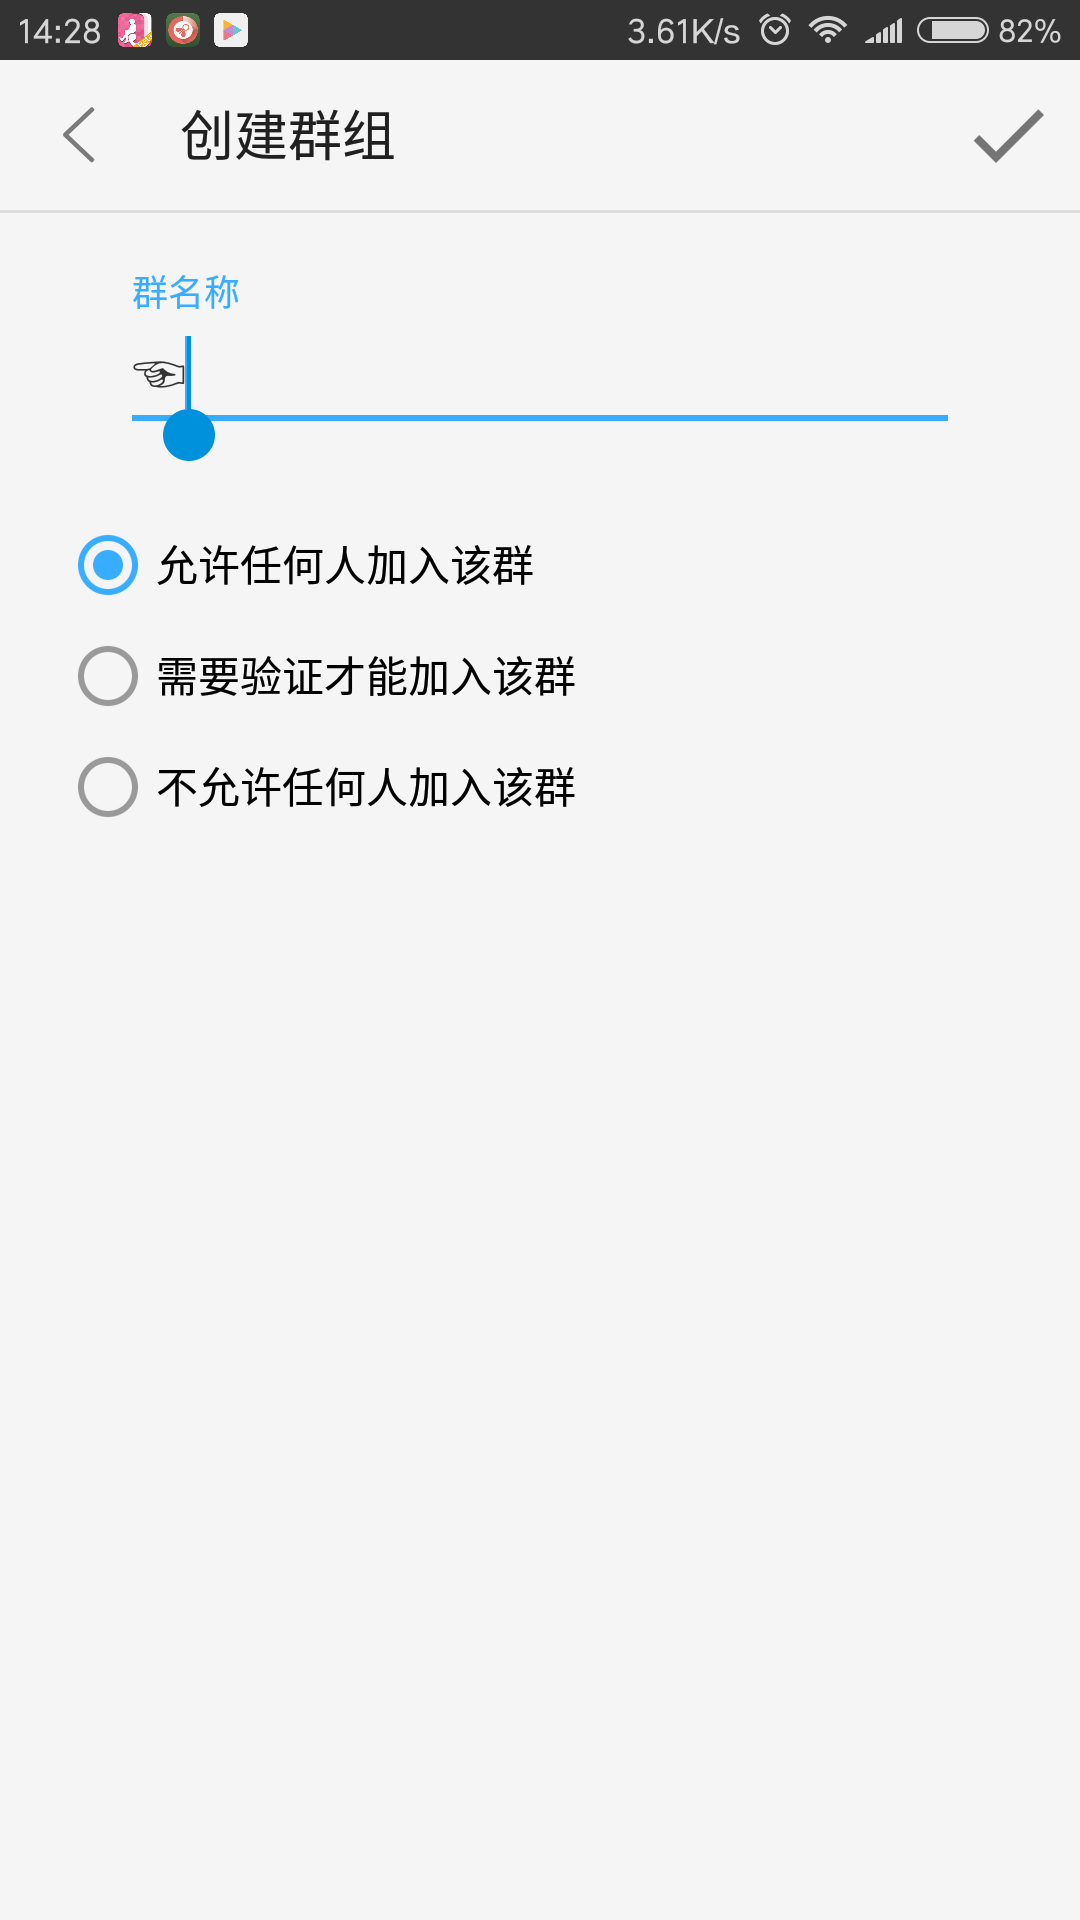 14:28 3.61K/s 82%
创建群组
群名称
☜
允许任何人加入该群
需要验证才能加入该群
不允许任何人加入该群